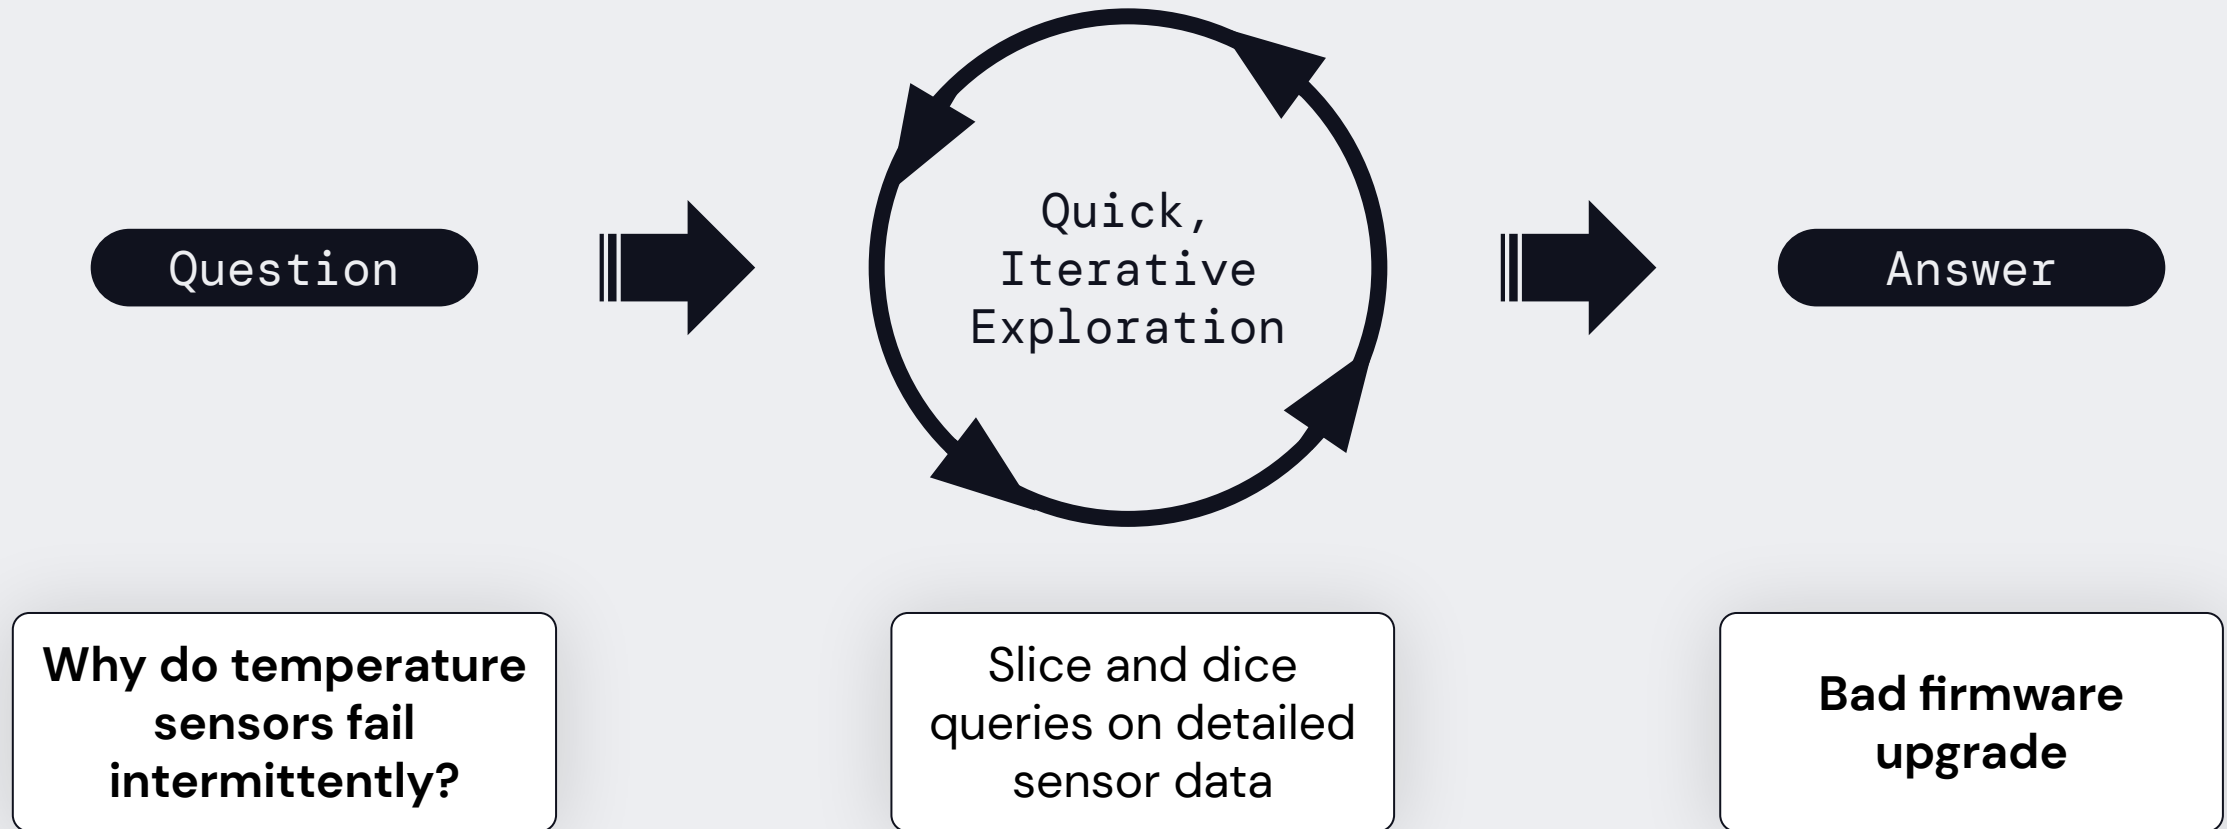 Question
Quick,
Iterative
Exploration
Answer
Why do temperature
sensors fail
intermittently?
Slice and dice
queries on detailed
sensor data
Bad firmware
upgrade